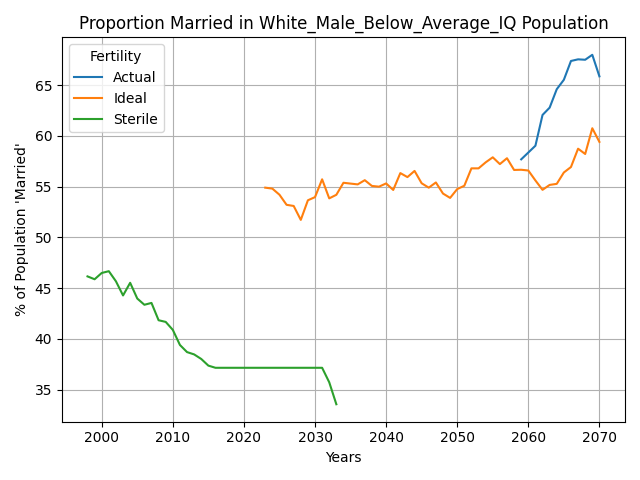 Proportion Married in White_Male_Below_Average_IQ Population
Fertility
Actual
Ideal
Sterile
% of Population 'Married'
65
60
55
50
45
40
35
2000 2010 2020 2030 2040 2050 2060 2070
Years